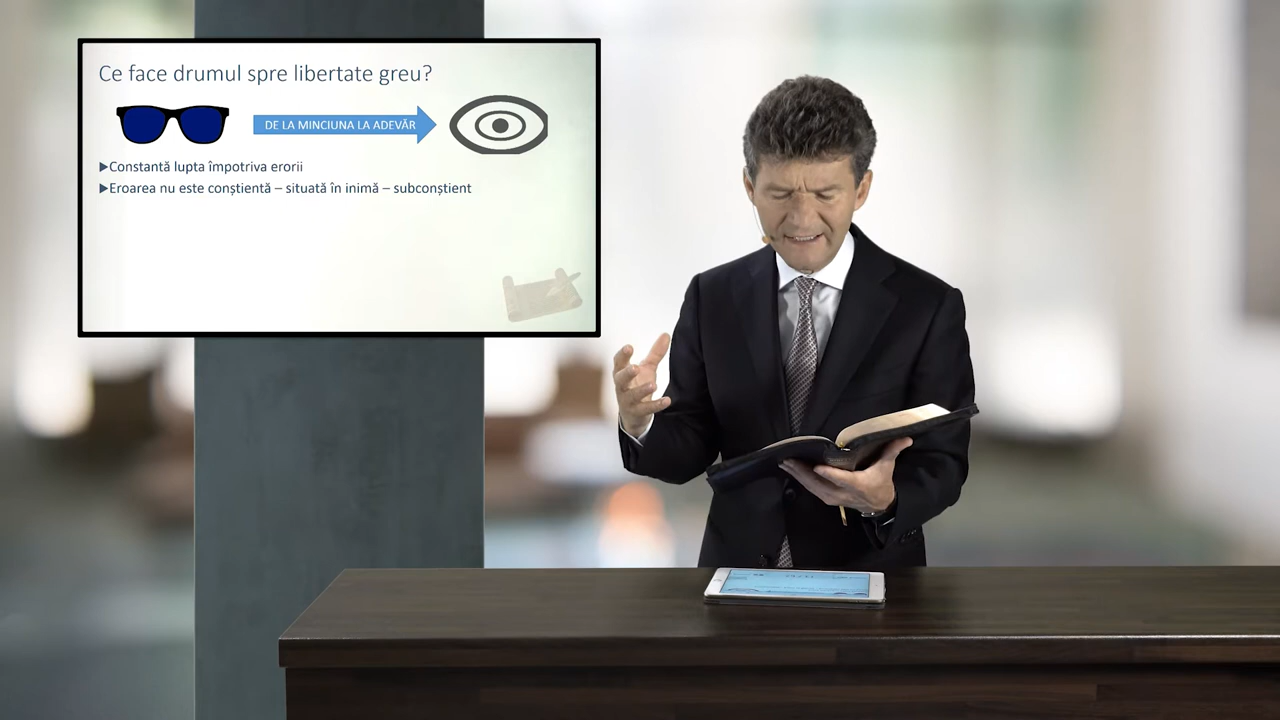 Ce face drumul spre libertate greu?
DE LA MINCIUNA LA ADEVĂR
▶Constantă lupta împotriva erorii
▶Eroarea nu este conștientă – situată în inimă – subconștient